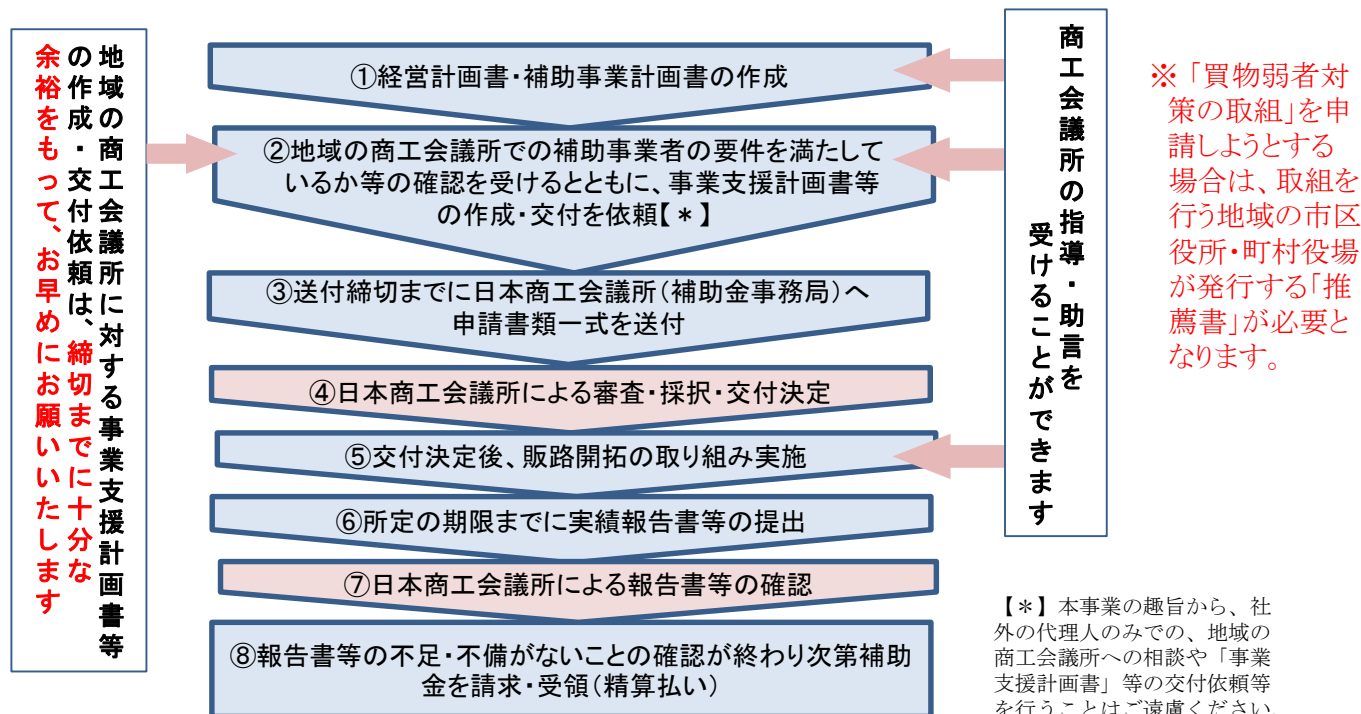 地域の商工会議所に対する事業支援計画書等
の作成・交付依頼は、締切までに十分な
余裕をもって、お早めにお願いいたします
①経営計画書・補助事業計画書の作成
②地域の商工会議所での補助事業者の要件を満たして
いるか等の確認を受けるとともに、事業支援計画書等
の作成・交付を依頼【＊】
③送付締切までに日本商工会議所（補助金事務局）へ
申請書類一式を送付
④日本商工会議所による審査・採択・交付決定
⑤交付決定後、販路開拓の取り組み実施
⑥所定の期限までに実績報告書等の提出
⑦日本商工会議所による報告書等の確認
⑧報告書等の不足・不備がないことの確認が終わり次第補助
金を請求・受領（精算払い）
商工会議所の指導・助言を
受けることができます
※「買物弱者対
策の取組」を申
請しようとする
場合は、取組を
行う地域の市区
役所・町村役場
が発行する「推
薦書」が必要と
なります。
【＊】本事業の趣旨から、社
外の代理人のみでの、地域の
商工会議所への相談や「事業
支援計画書」等の交付依頼等
を行うことはご遠慮ください。